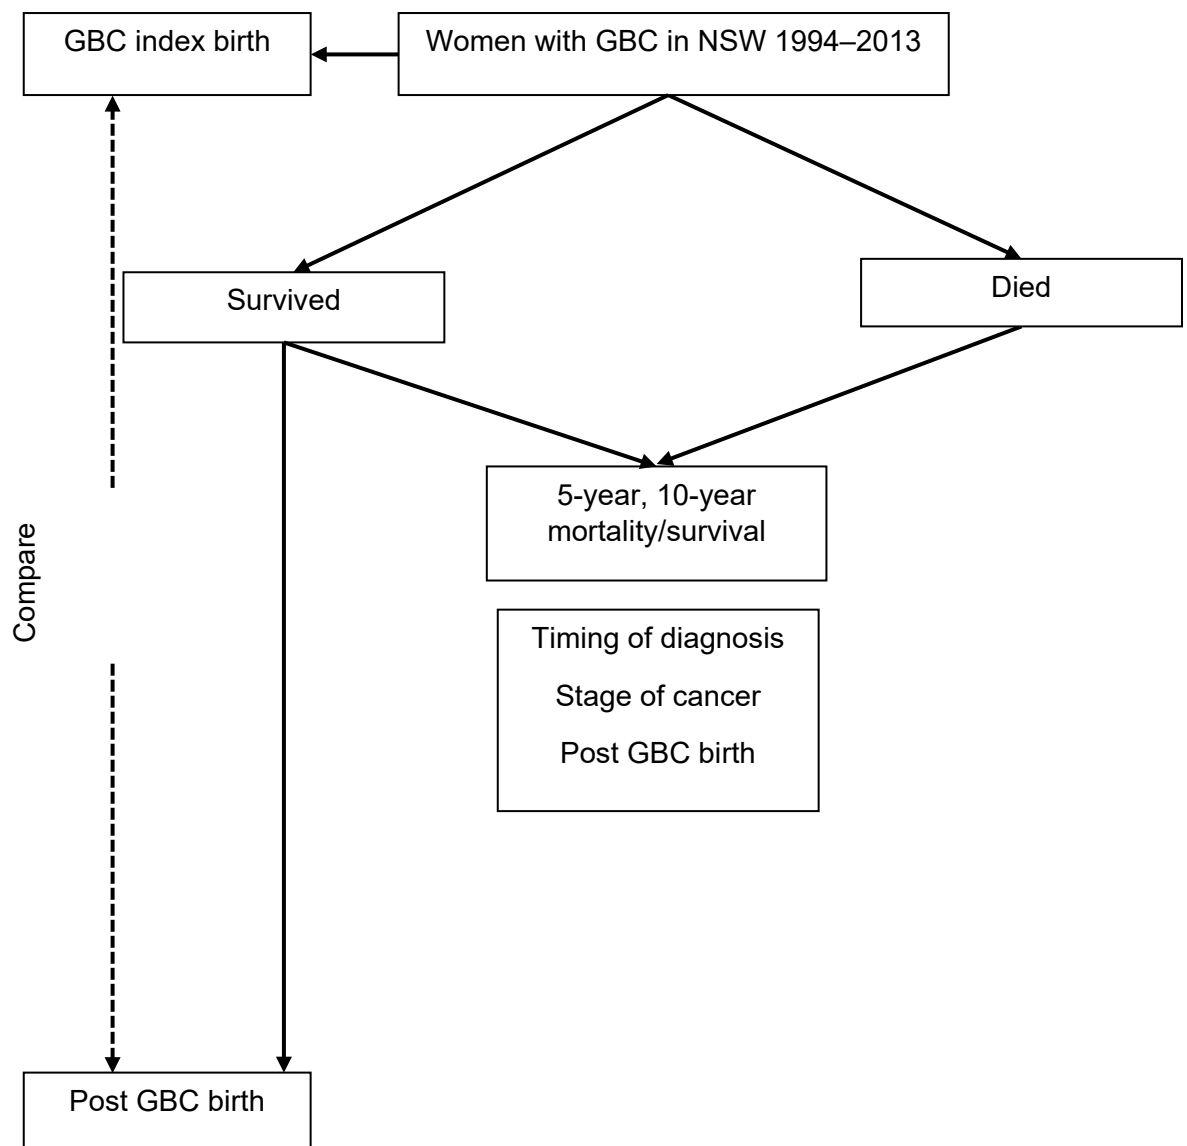 GBC index birth
Women with GBC in NSW 1994–2013
Survived
Died
5-year, 10-year
mortality/survival
Compare
Timing of diagnosis
Stage of cancer
Post GBC birth
Post GBC birth